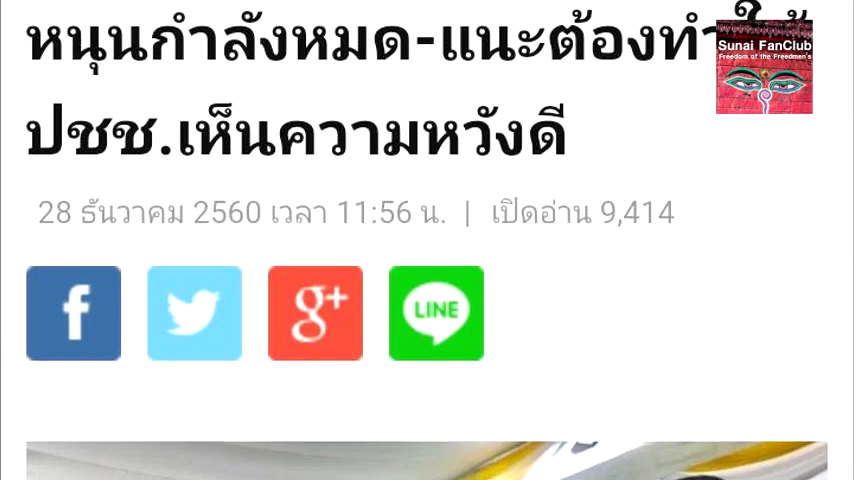 หนุนกำลังหมด-แนะต้องทำให้
ปชช.เห็นความหวังดี
Sunai FanClub
Freedom of the Freedmen's
28 ธันวาคม 2560 เวลา 11:56 น. | เปิดอ่าน 9,414
f
g+
LINE